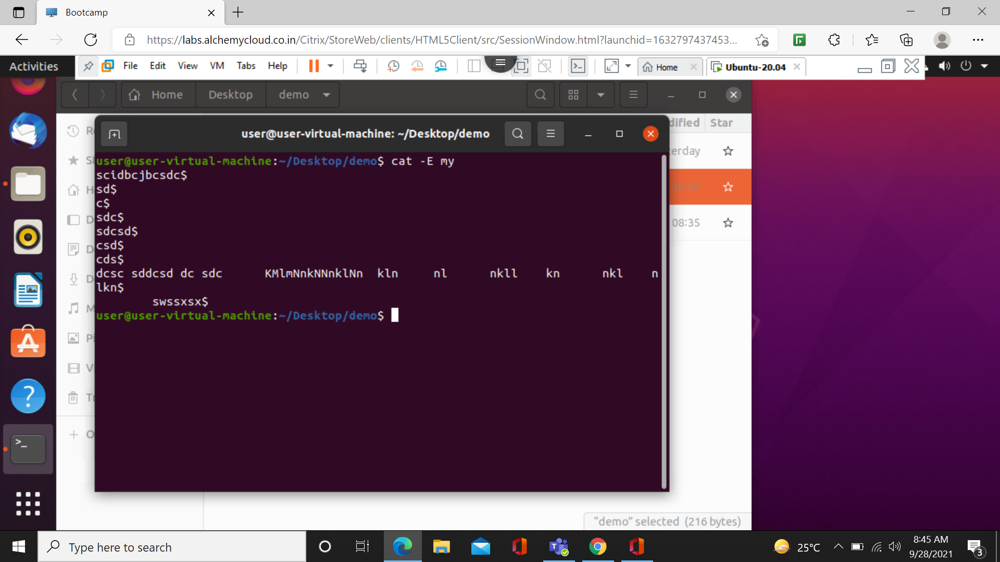 Bootcamp
https://labs.alchemycloud.co.in/Citrix/StoreWeb/clients/HTML5Client/src/SessionWindow.html?launchid=1632797437453...
Activities
File Edit View VM Tabs Help
Home
Ubuntu-20.04
Home Desktop demo
Star
user@user-virtual-machine: ~/Desktop/demo
user@user-virtual-machine:~/Desktop/demo$ cat -E my
scidbcjbcsdc$
sd$
c$
sdc$
sdcsd$
csd$
cds$
dcsc sddcsd dc sdc      KMlmNnkNNnklNn  kln     nl      nkll    kn      nkl    n
lkn$
        swssxsx$
user@user-virtual-machine:~/Desktop/demo$
08:40
08:35
“demo” selected (216 bytes)
Type here to search
25°C
8:45 AM
9/28/2021
3